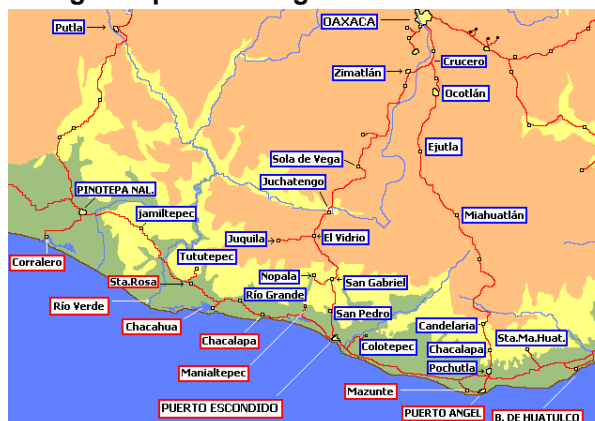 Putla
OAXACA
Crucero
Zimatlán
Ocotlán
Ejutla
Sola de Vega
Juchatengo
PINOTEPA NAL.
jamiltepec
Miahuatlán
Juquila
El Vidrio
Corralero
Tututepec
Sta.Rosa
Nopala
San Gabriel
Río Verde
Río Grande
Chacahua
San Pedro
Candelaria
Sta.Ma.Huat.
Chacalapa
Colotepec
Chacalapa
Manialtepec
Pochutla
Mazunte
PUERTO ESCONDIDO
PUERTO ANGEL
B. DE HUATULCO